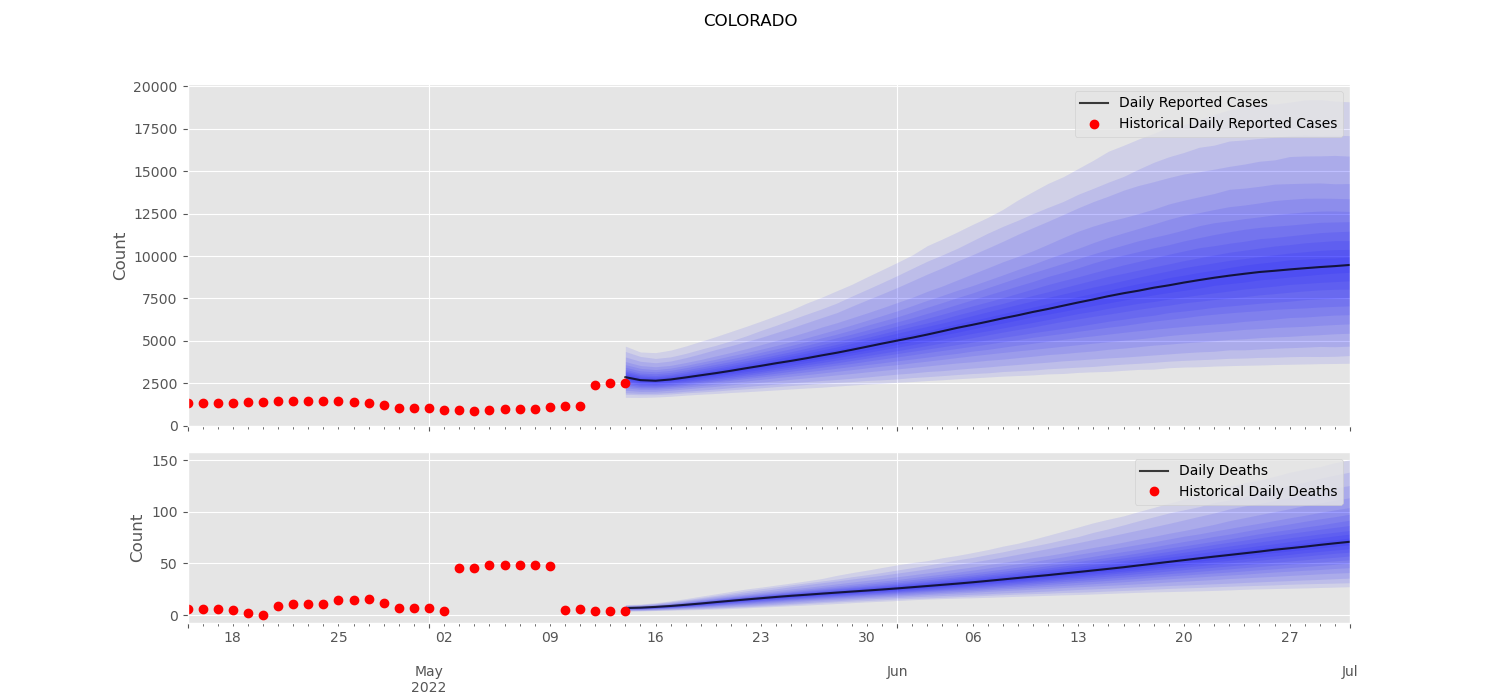 COLORADO
20000
17500
15000
12500
10000
7500
5000
2500
0
Count
Daily Reported Cases
Historical Daily Reported Cases
150
100
50
0
Count
Daily Deaths
Historical Daily Deaths
18 25 02 09 16 23 30 06 13 20 27
May Jun Jul
2022